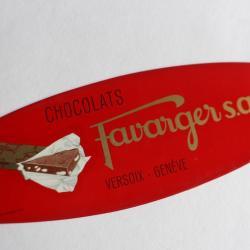 CHOCOLATS
Favarger s.a
VERSOIX - GENÈVE